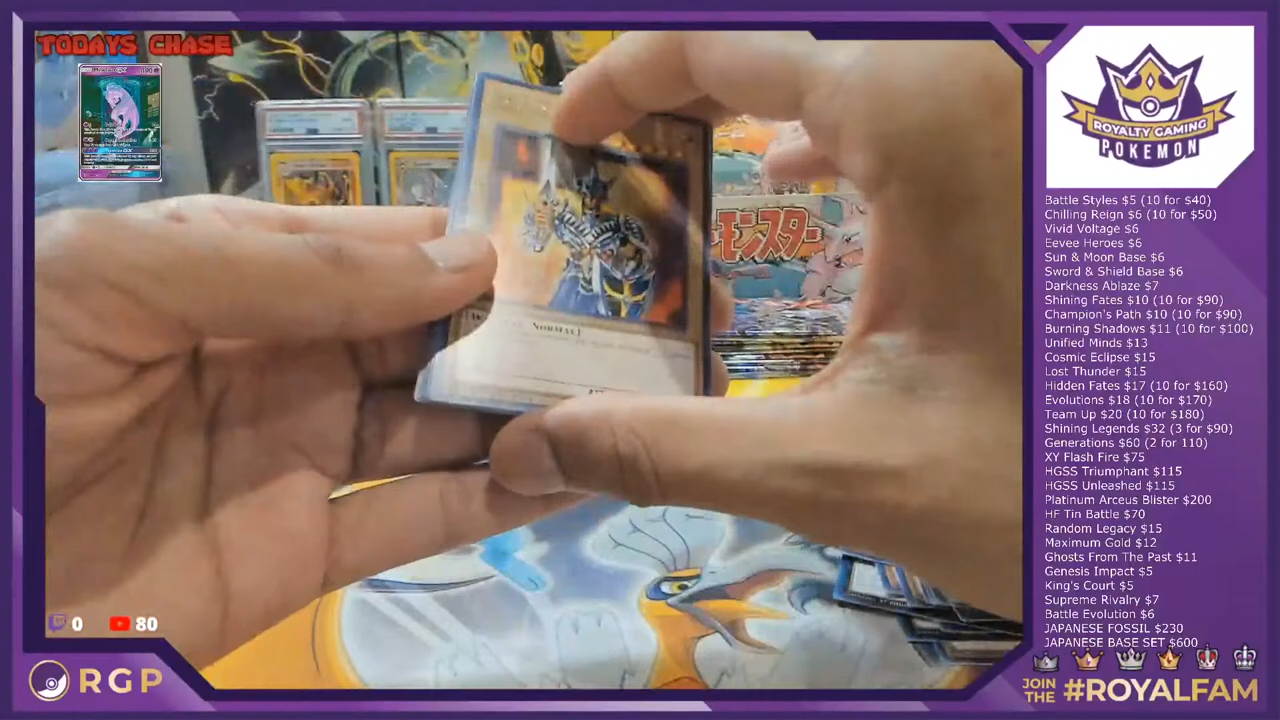 TODAYS CHASE
モンスター
NORMAL]
0
80
RGP
ROYALTY GAMING
POKEMON
Battle Styles $5 (10 for $40)
Chilling Reign $6 (10 for $50)
Vivid Voltage $6
Eevee Heroes $6
Sun & Moon Base $6
Sword & Shield Base $6
Darkness Ablaze $7
Shining Fates $10 (10 for $90)
Champion's Path $10 (10 for $90)
Burning Shadows $11 (10 for $100)
Unified Minds $13
Cosmic Eclipse $15
Lost Thunder $15
Hidden Fates $17 (10 for $160)
Evolutions $18 (10 for $170)
Team Up $20 (10 for $180)
Shining Legends $32 (3 for $90)
Generations $60 (2 for 110)
XY Flash Fire $75
HGSS Triumphant $115
HGSS Unleashed $115
Platinum Arceus Blister $200
HF Tin Battle $70
Random Legacy $15
Maximum Gold $12
Ghosts From The Past $11
Genesis Impact $5
King's Court $5
Supreme Rivalry $7
Battle Evolution $6
JAPANESE FOSSIL $230
JAPANESE BASE SET $600
JOIN THE #ROYALFAM